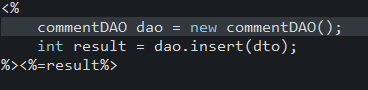 <%
    commentDAO dao = new commentDAO();
    int result = dao.insert(dto);
%><%=result%>